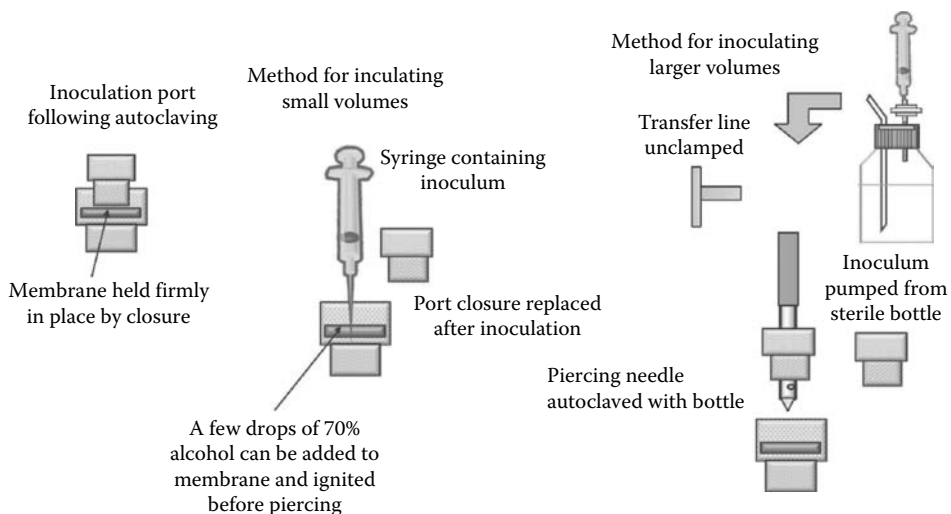 Inoculation port
following autoclaving
Membrane held firmly
in place by closure
Method for inculating
small volumes
Syringe containing
inoculum
Port closure replaced
after inoculation
A few drops of 70%
alcohol can be added to
membrane and ignited
before piercing
Method for inoculating
larger volumes
Transfer line
unclamped
Inoculum
pumped from
sterile bottle
Piercing needle
autoclaved with bottle